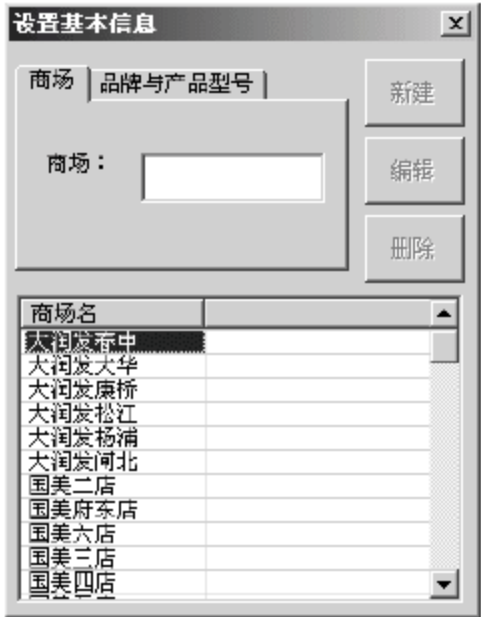 设置基本信息
商场 品牌与产品型号
新建
商场：
编辑
删除
商场名
大润发春中
大润发大华
大润发康桥
大润发松江
大润发杨浦
大润发闸北
国美二店
国美府东店
国美六店
国美三店
国美四店